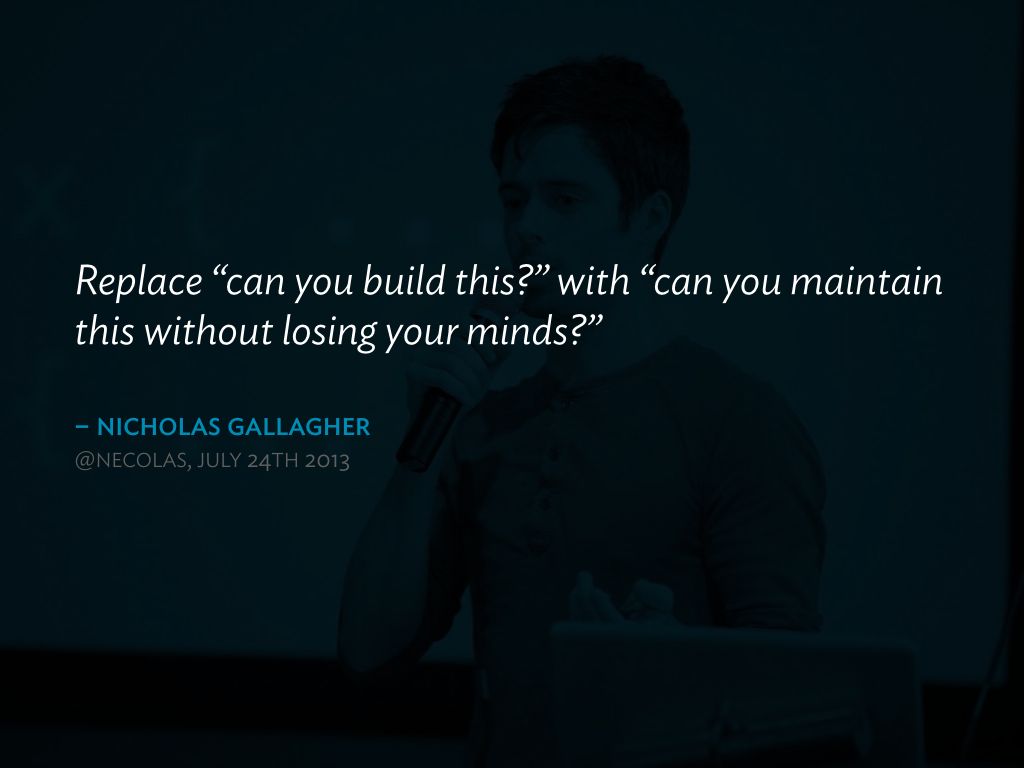 Replace “can you build this?” with “can you maintain
this without losing your minds?”
– NICHOLAS GALLAGHER
@NECOLAS, JULY 24TH 2013